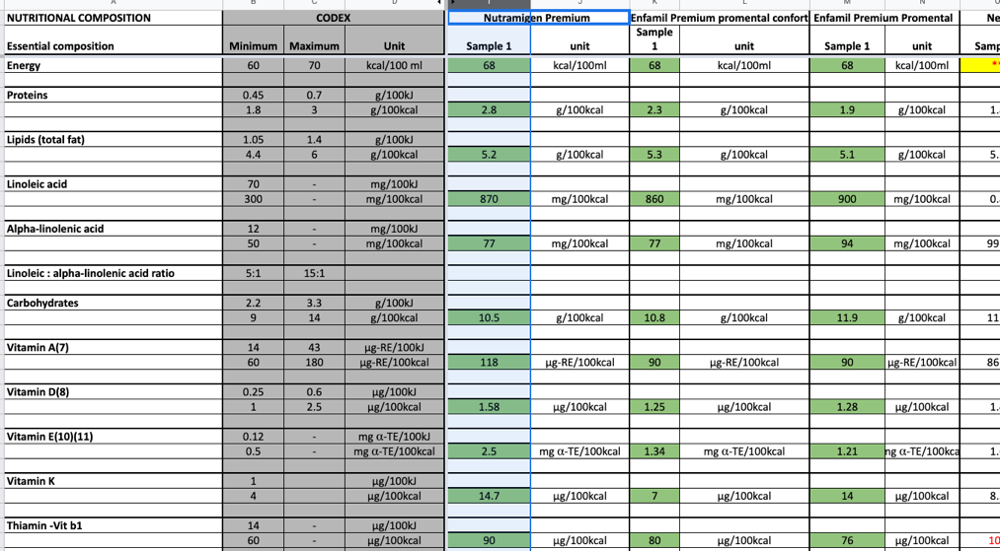 A B C D I J K L M N O
NUTRITIONAL COMPOSITION CODEX Nutramigen Premium Enfamil Premium promental confort Enfamil Premium Promental Ne
Essential composition Minimum Maximum Unit Sample 1 unit Sample 1 unit Sample 1 unit Samp
Energy 60 70 kcal/100 ml 68 kcal/100ml 68 kcal/100ml 68 kcal/100ml **
Proteins 0.45 0.7 g/100kJ
1.8 3 g/100kcal 2.8 g/100kcal 2.3 g/100kcal 1.9 g/100kcal 1.
Lipids (total fat) 1.05 1.4 g/100kJ
4.4 6 g/100kcal 5.2 g/100kcal 5.3 g/100kcal 5.1 g/100kcal 5.
Linoleic acid 70 - mg/100kJ
300 - mg/100kcal 870 mg/100kcal 860 mg/100kcal 900 mg/100kcal 0.
Alpha-linolenic acid 12 - mg/100kJ
50 - mg/100kcal 77 mg/100kcal 77 mg/100kcal 94 mg/100kcal 99
Linoleic : alpha-linolenic acid ratio 5:1 15:1
Carbohydrates 2.2 3.3 g/100kJ
9 14 g/100kcal 10.5 g/100kcal 10.8 g/100kcal 11.9 g/100kcal 11
Vitamin A(7) 14 43 µg-RE/100kJ
60 180 µg-RE/100kcal 118 µg-RE/100kcal 90 µg-RE/100kcal 90 µg-RE/100kcal 86
Vitamin D(8) 0.25 0.6 µg/100kJ
1 2.5 µg/100kcal 1.58 µg/100kcal 1.25 µg/100kcal 1.28 µg/100kcal 1.
Vitamin E(10)(11) 0.12 - mg α-TE/100kJ
0.5 - mg α-TE/100kcal 2.5 mg α-TE/100kcal 1.34 mg α-TE/100kcal 1.21 ng α-TE/100kca 1.
Vitamin K 1 µg/100kJ
4 µg/100kcal 14.7 µg/100kcal 7 µg/100kcal 14 µg/100kcal 8.
Thiamin -Vit b1 14 - µg/100kJ
60 - µg/100kcal 90 µg/100kcal 80 µg/100kcal 76 µg/100kcal 10